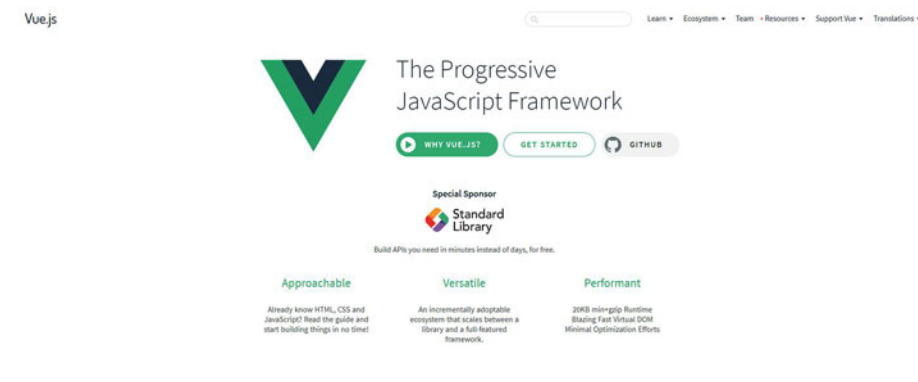 Vue.js
Learn Ecosystem Team Resources Support Vue Translations
The Progressive
JavaScript Framework
WHY VUE.JS? GET STARTED GITHUB
Special Sponsor
Standard
Library
Build APIs you need in minutes instead of days, for free.
Approachable
Already know HTML, CSS and
JavaScript? Read the guide and
start building things in no time!
Versatile
An incrementally adoptable
ecosystem that scales between a
library and a full-featured
framework.
Performant
20KB min+gzip Runtime
Blazing Fast Virtual DOM
Minimal Optimization Efforts